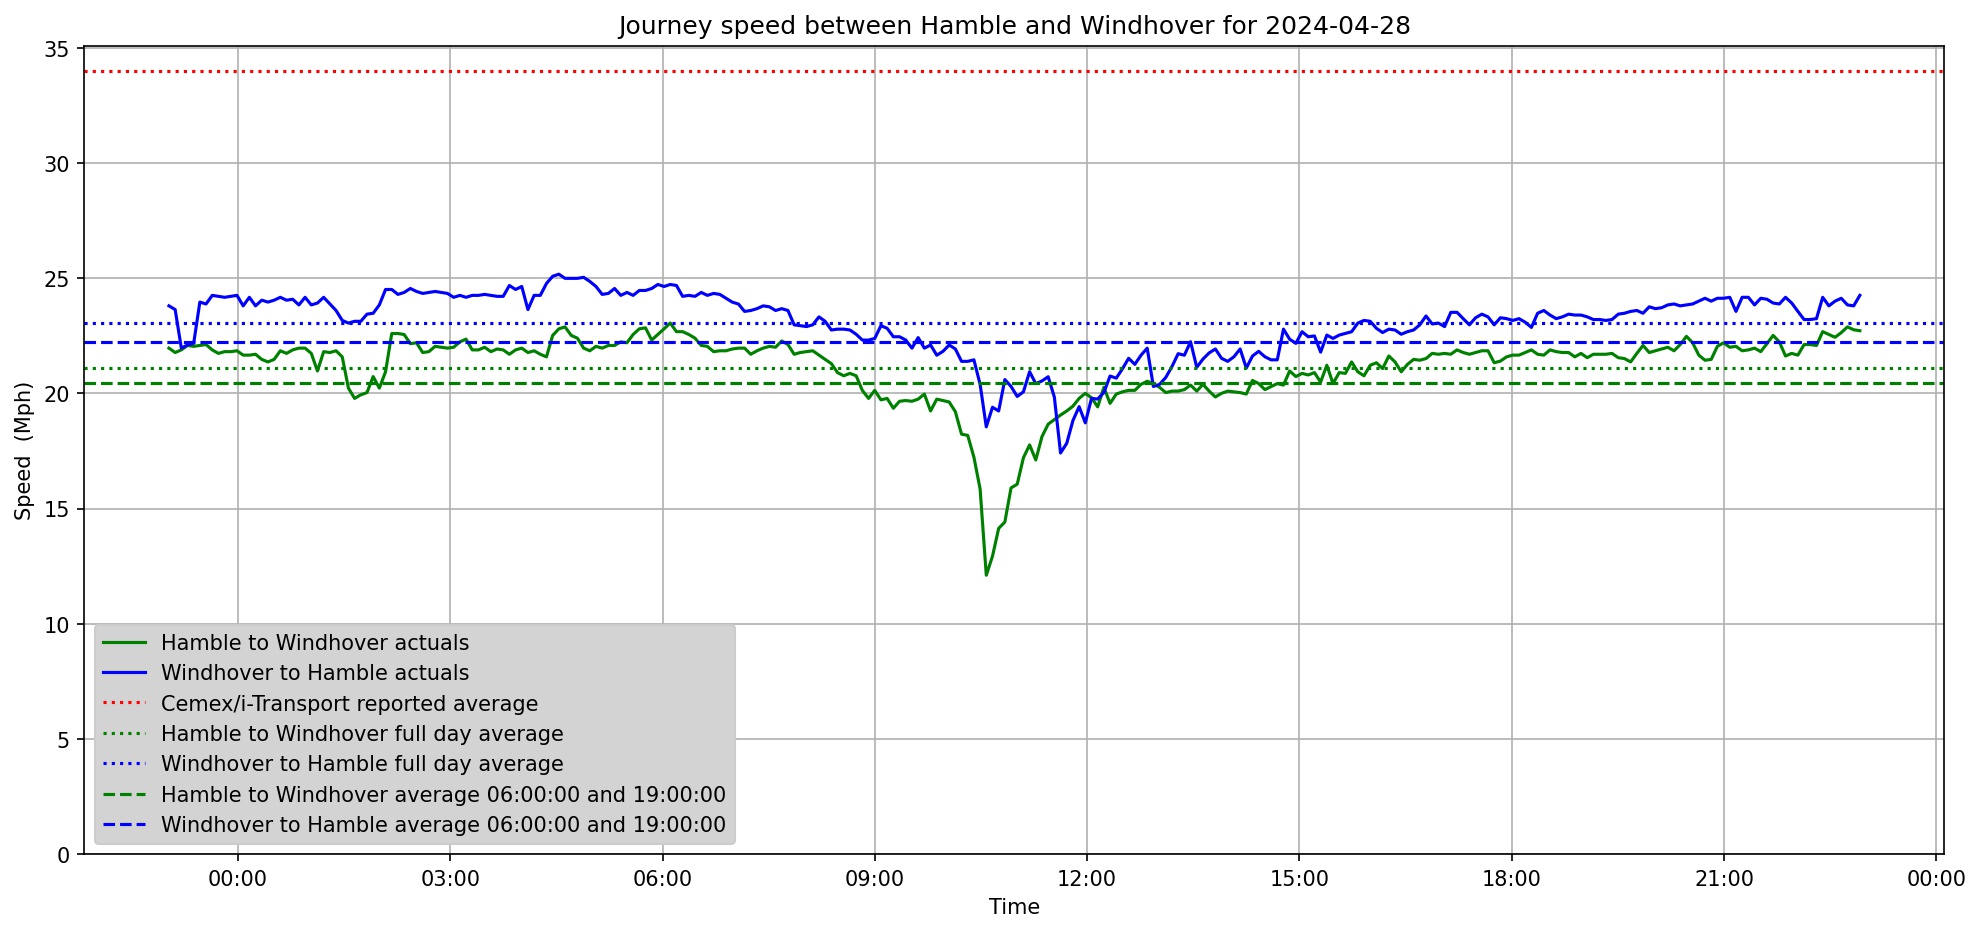 Journey speed between Hamble and Windhover for 2024-04-28
35
30
25
20
15
10
5
0
Speed (Mph)
Hamble to Windhover actuals
Windhover to Hamble actuals
Cemex/i-Transport reported average
Hamble to Windhover full day average
Windhover to Hamble full day average
Hamble to Windhover average 06:00:00 and 19:00:00
Windhover to Hamble average 06:00:00 and 19:00:00
00:00 03:00 06:00 09:00 12:00 15:00 18:00 21:00 00:00
Time